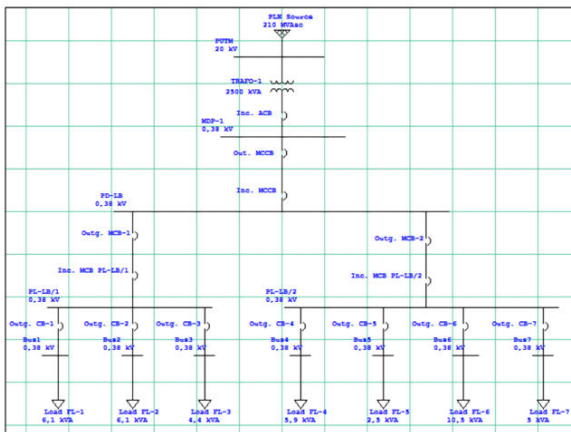 PLN Source
210 MVAsc
PUTM
20 kV
TRAFO-1
2500 kVA
Inc. ACB
MDP-1
0,38 kV
Out. MCCB
Inc. MCCB
PD-LB
0,38 kV
Outg. MCB-1
Outg. MCB-2
Inc. MCB PL-LB/1
Inc. MCB PL-LB/2
PL-LB/1
0,38 kV
PL-LB/2
0,38 kV
Outg. CB-1
Outg. CB-2
Outg. CB-3
Outg. CB-4
Outg. CB-5
Outg. CB-6
Outg. CB-7
Bus1
0,38 kV
Bus2
0,38 kV
Bus3
0,38 kV
Bus4
0,38 kV
Bus5
0,38 kV
Bus6
0,38 kV
Bus7
0,38 kV
Load FL-1
6,1 kVA
Load FL-2
6,1 kVA
Load FL-3
4,4 kVA
Load FL-4
5,9 kVA
Load FL-5
2,9 kVA
Load FL-6
10,5 kVA
Load FL-7
5 kVA